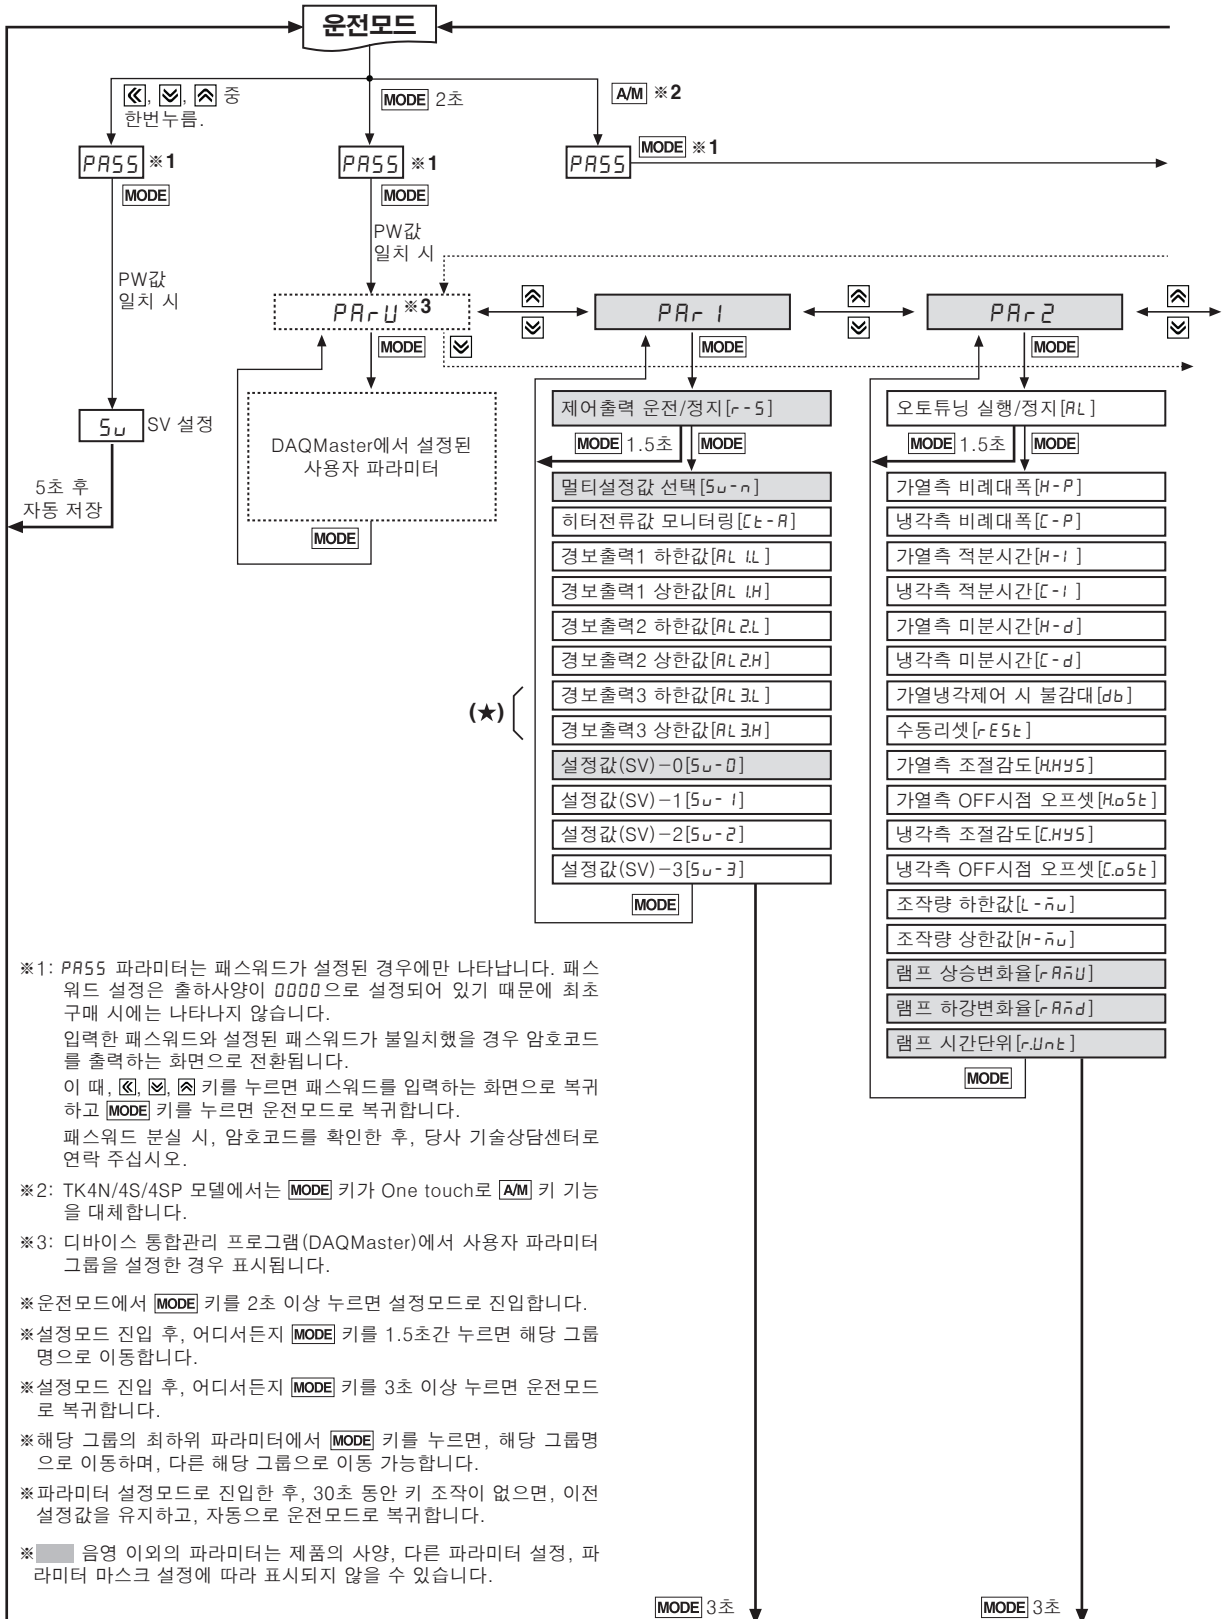 운전모드
«, ⩔, ⩓ 중
한번누름.
MODE 2초
A/M ※2
PASS ※1
PASS ※1
PASS
MODE ※1
MODE
MODE
PW값
일치 시
PW값
일치 시
PArU ※3
PAr1
PAr2
MODE
MODE
MODE
Su SV 설정
5초 후
자동 저장
DAQMaster에서 설정된
사용자 파라미터
MODE
제어출력 운전/정지[r-S]
MODE 1.5초 MODE
멀티설정값 선택[Su-n]
히터전류값 모니터링[Ct-A]
경보출력1 하한값[AL1.L]
경보출력1 상한값[AL1.H]
경보출력2 하한값[AL2.L]
경보출력2 상한값[AL2.H]
(★)
경보출력3 하한값[AL3.L]
경보출력3 상한값[AL3.H]
설정값(SV)-0[Su-0]
설정값(SV)-1[Su-1]
설정값(SV)-2[Su-2]
설정값(SV)-3[Su-3]
MODE
오토튜닝 실행/정지[At]
MODE 1.5초 MODE
가열측 비례대폭[H-P]
냉각측 비례대폭[C-P]
가열측 적분시간[H-I]
냉각측 적분시간[C-I]
가열측 미분시간[H-d]
냉각측 미분시간[C-d]
가열냉각제어 시 불감대[db]
수동리셋[rESt]
가열측 조절감도[H.HYS]
가열측 OFF시점 오프셋[H.oSt]
냉각측 조절감도[C.HYS]
냉각측 OFF시점 오프셋[C.oSt]
조작량 하한값[L-mu]
조작량 상한값[H-mu]
램프 상승변화율[rAmU]
램프 하강변화율[rAmd]
램프 시간단위[r.Unt]
MODE
※1: PASS 파라미터는 패스워드가 설정된 경우에만 나타납니다. 패스
워드 설정은 출하사양이 0000으로 설정되어 있기 때문에 최초
구매 시에는 나타나지 않습니다.
입력한 패스워드와 설정된 패스워드가 불일치했을 경우 암호코드
를 출력하는 화면으로 전환됩니다.
이 때, «, ⩔, ⩓ 키를 누르면 패스워드를 입력하는 화면으로 복귀
하고 MODE 키를 누르면 운전모드로 복귀합니다.
패스워드 분실 시, 암호코드를 확인한 후, 당사 기술상담센터로
연락 주십시오.
※2: TK4N/4S/4SP 모델에서는 MODE 키가 One touch로 A/M 키 기능
을 대체합니다.
※3: 디바이스 통합관리 프로그램(DAQMaster)에서 사용자 파라미터
그룹을 설정한 경우 표시됩니다.
※운전모드에서 MODE 키를 2초 이상 누르면 설정모드로 진입합니다.
※설정모드 진입 후, 어디서든지 MODE 키를 1.5초간 누르면 해당 그룹
명으로 이동합니다.
※설정모드 진입 후, 어디서든지 MODE 키를 3초 이상 누르면 운전모드
로 복귀합니다.
※해당 그룹의 최하위 파라미터에서 MODE 키를 누르면, 해당 그룹명
으로 이동하며, 다른 해당 그룹으로 이동 가능합니다.
※파라미터 설정모드로 진입한 후, 30초 동안 키 조작이 없으면, 이전
설정값을 유지하고, 자동으로 운전모드로 복귀합니다.
※ 음영 이외의 파라미터는 제품의 사양, 다른 파라미터 설정, 파
라미터 마스크 설정에 따라 표시되지 않을 수 있습니다.
MODE 3초
MODE 3초